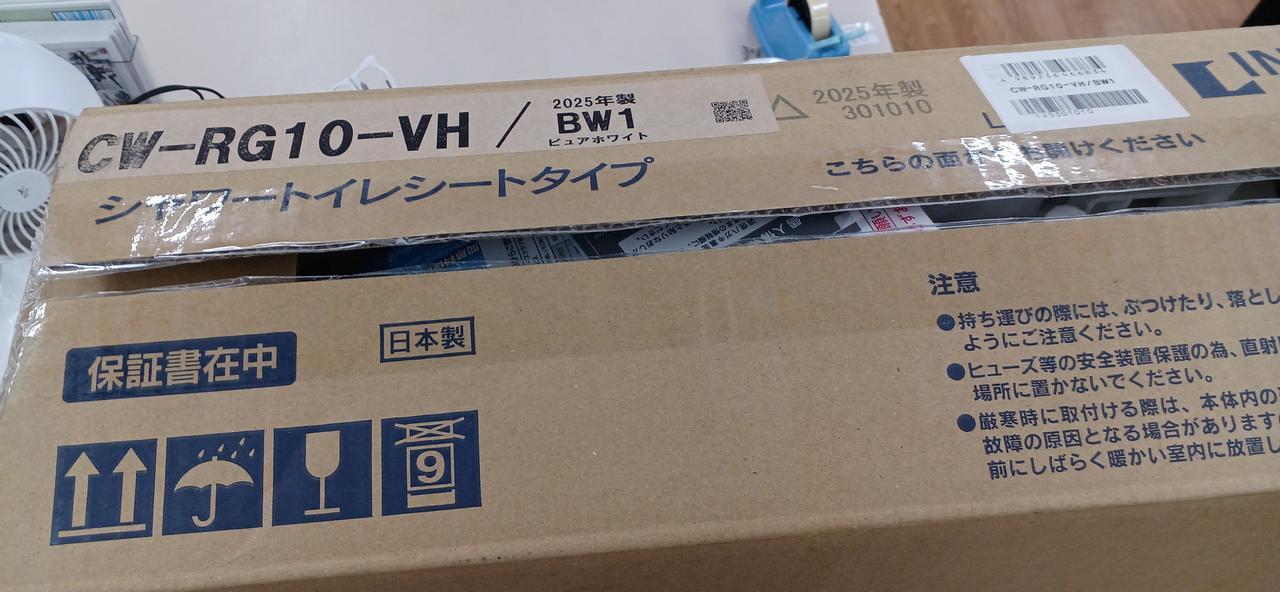 CW-RG10-VH / 2025年製
BW1
ピュアホワイト
シャワートイレシートタイプ
2025年製
301010
CW-RG10-VH/BW1
IN
こちらの面からお開けください
保証書在中
日本製
9
注意
●持ち運びの際には、ぶつけたり、落とし
ようにご注意ください。
●ヒューズ等の安全装置保護の為、直射
場所に置かないでください。
●厳寒時に取付ける際は、本体内の
故障の原因となる場合があります
前にしばらく暖かい室内に放置し